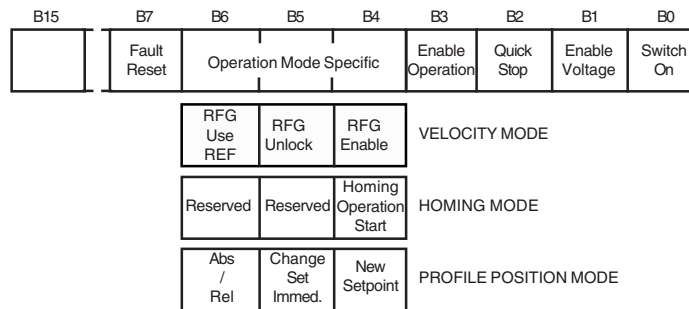 B15 B7 B6 B5 B4 B3 B2 B1 B0
Fault Reset Operation Mode Specific Enable Operation Quick Stop Enable Voltage Switch On
RFG Use REF RFG Unlock RFG Enable VELOCITY MODE
Reserved Reserved Homing Operation Start HOMING MODE
Abs / Rel Change Set Immed. New Setpoint PROFILE POSITION MODE